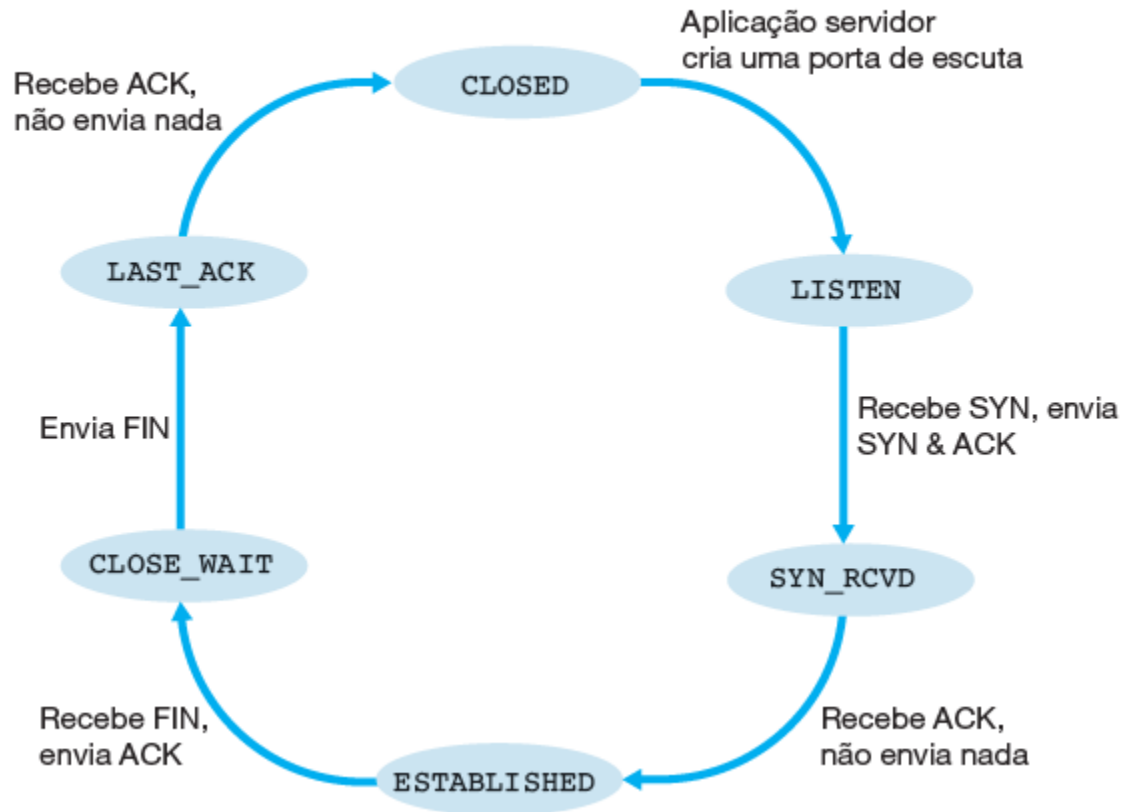 Aplicação servidor
cria uma porta de escuta
CLOSED
Recebe ACK,
não envia nada
LAST_ACK
LISTEN
Recebe SYN, envia
SYN & ACK
Envia FIN
CLOSE_WAIT
SYN_RCVD
Recebe FIN,
envia ACK
Recebe ACK,
não envia nada
ESTABLISHED